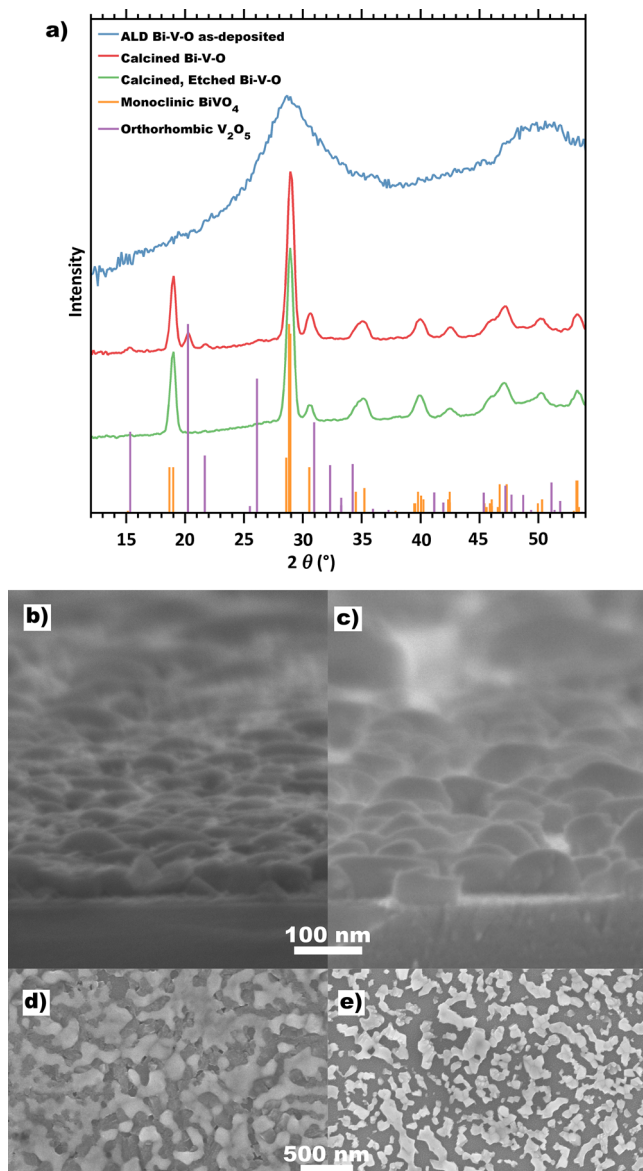 a)
ALD Bi-V-O as-deposited
Calcined Bi-V-O
Calcined, Etched Bi-V-O
Monoclinic BiVO₄
Orthorhombic V₂O₅
Intensity
15 20 25 30 35 40 45 50
2 θ (°)
b) c)
100 nm
d) e)
500 nm